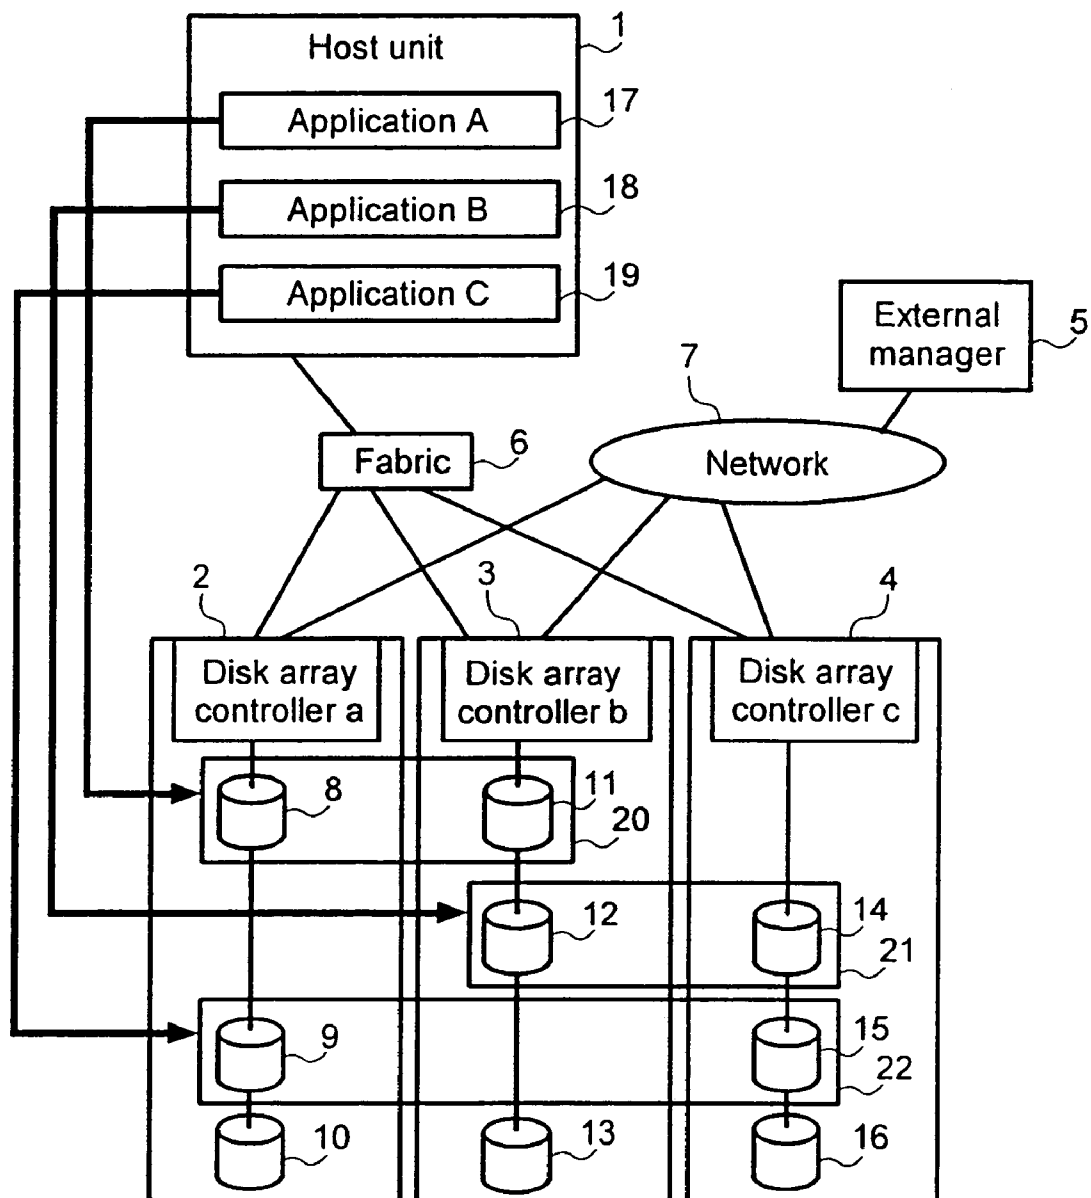 1
Host unit
17
Application A
18
Application B
19
Application C
External
manager
5
7
Fabric
6
Network
2
3
4
Disk array
controller a
Disk array
controller b
Disk array
controller c
8
11
20
12
14
21
9
15
22
10
13
16